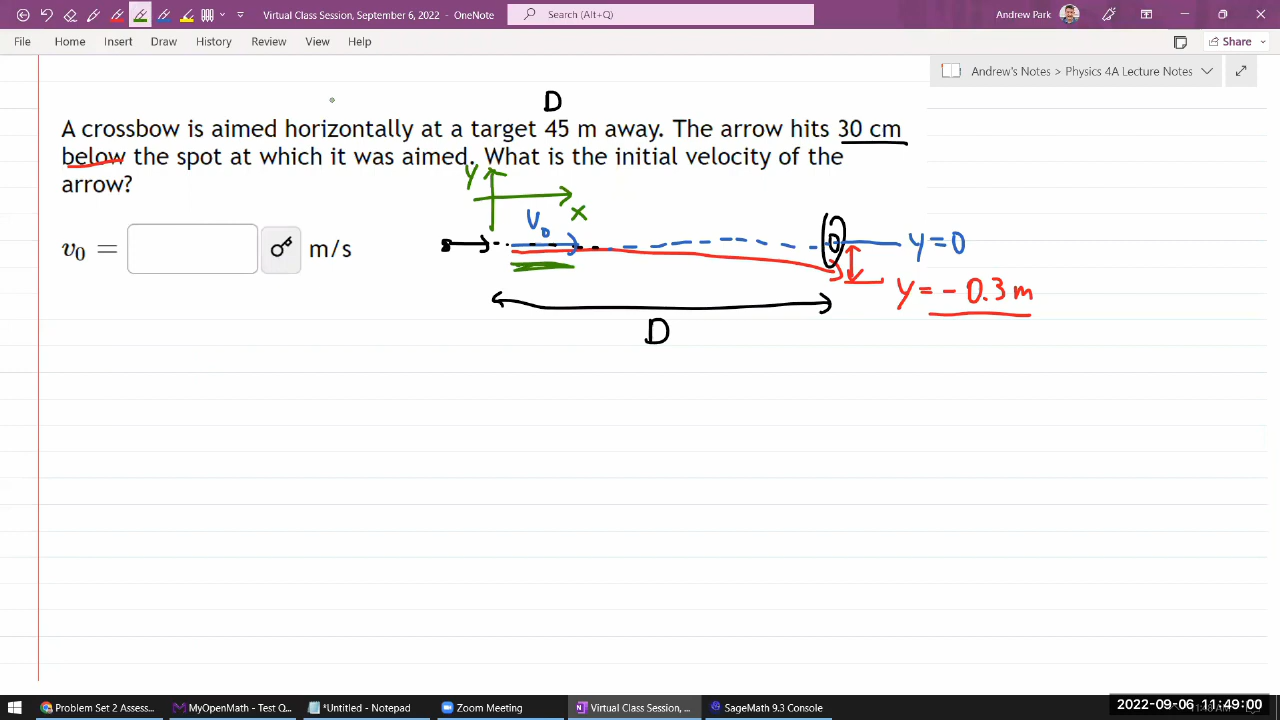 Virtual Class Session, September 6, 2022 - OneNote
Search (Alt+Q)
Andrew Park
File Home Insert Draw History Review View Help
Share
Andrew's Notes > Physics 4A Lecture Notes
D
A crossbow is aimed horizontally at a target 45 m away. The arrow hits 30 cm
below the spot at which it was aimed. What is the initial velocity of the
arrow?
y
x
v₀
v₀ = m/s
y = 0
y = - 0.3 m
D
Problem Set 2 Assess...
MyOpenMath - Test Q...
*Untitled - Notepad
Zoom Meeting
Virtual Class Session, ...
SageMath 9.3 Console
2022-09-06 11:49:00